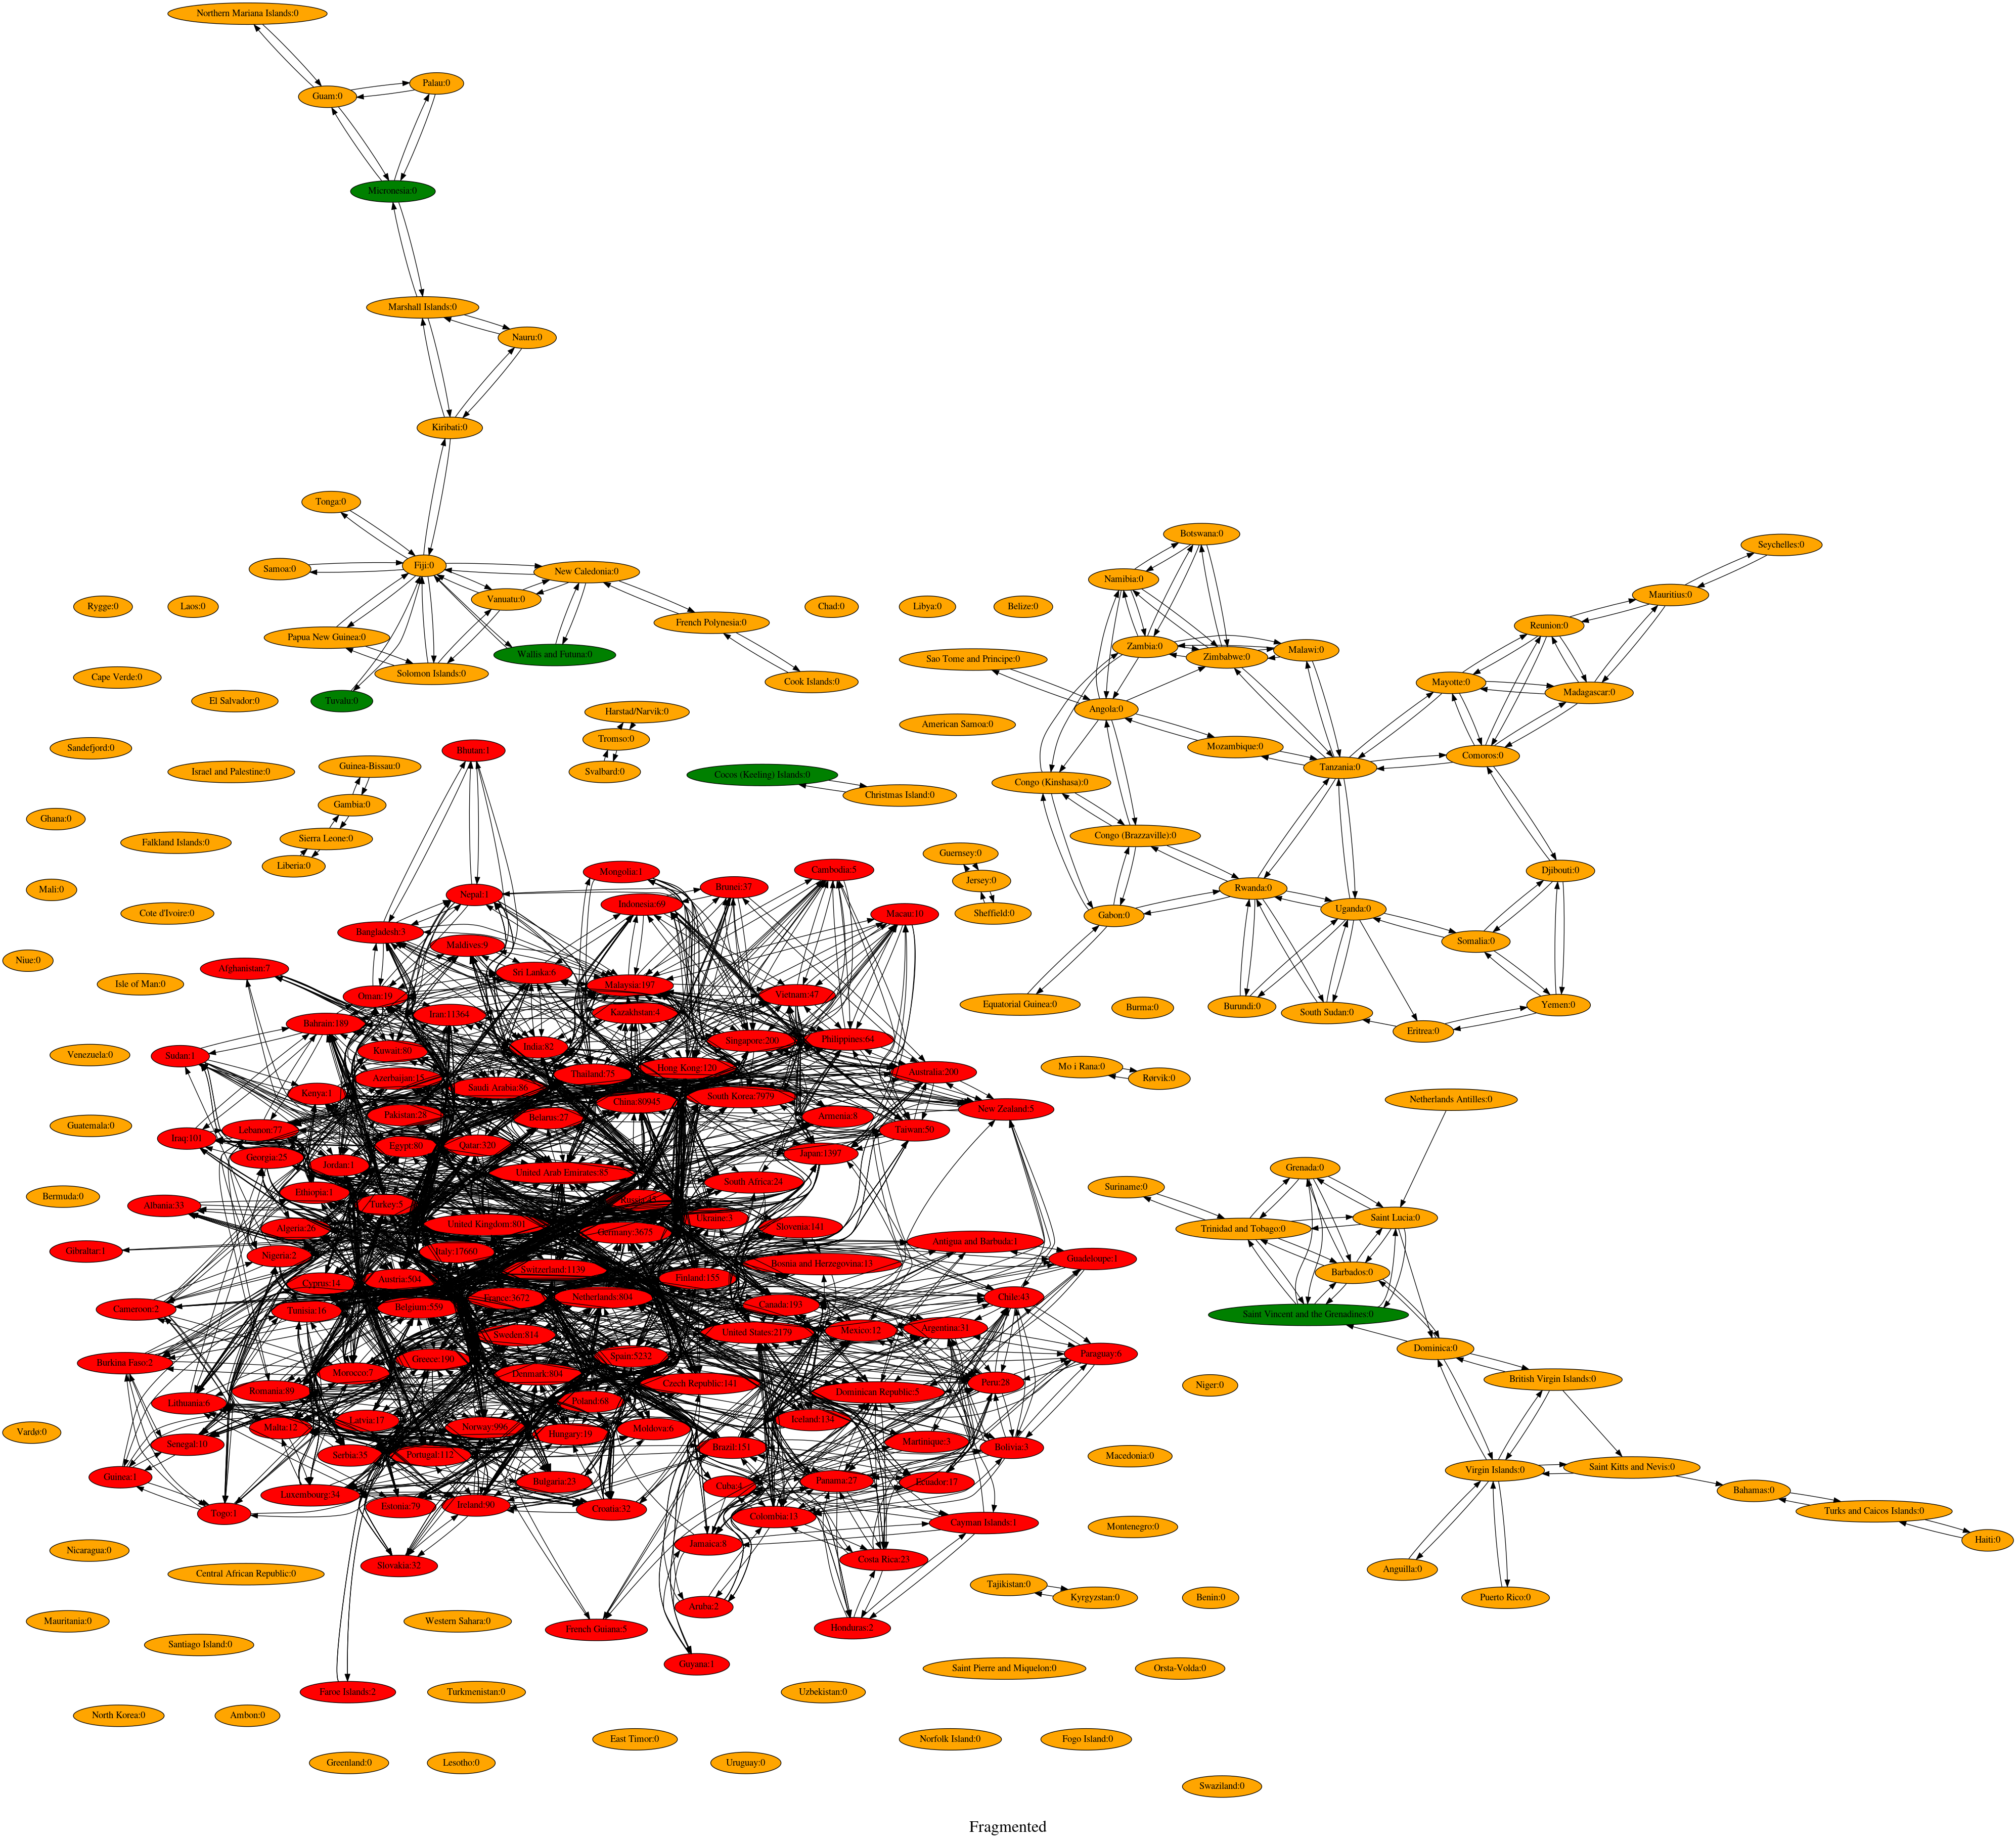 Northern Mariana Islands:0
Palau:0
Guam:0
Micronesia:0
Marshall Islands:0
Nauru:0
Kiribati:0
Tonga:0
Botswana:0
Seychelles:0
Fiji:0
Samoa:0
New Caledonia:0
Namibia:0
Mauritius:0
Vanuatu:0
Rygge:0
Laos:0
Chad:0
Libya:0
Belize:0
French Polynesia:0
Reunion:0
Papua New Guinea:0
Zambia:0
Malawi:0
Wallis and Futuna:0
Zimbabwe:0
Sao Tome and Principe:0
Solomon Islands:0
Cape Verde:0
Cook Islands:0
Mayotte:0
Madagascar:0
El Salvador:0
Tuvalu:0
Harstad/Narvik:0
Angola:0
American Samoa:0
Tromso:0
Sandefjord:0
Mozambique:0
Bhutan:1
Comoros:0
Guinea-Bissau:0
Tanzania:0
Israel and Palestine:0
Svalbard:0
Cocos (Keeling) Islands:0
Congo (Kinshasa):0
Christmas Island:0
Gambia:0
Ghana:0
Congo (Brazzaville):0
Sierra Leone:0
Falkland Islands:0
Guernsey:0
Liberia:0
Mongolia:1
Cambodia:5
Djibouti:0
Jersey:0
Mali:0
Brunei:37
Rwanda:0
Nepal:1
Indonesia:69
Uganda:0
Cote d'Ivoire:0
Macau:10
Sheffield:0
Gabon:0
Bangladesh:3
Somalia:0
Maldives:9
Niue:0
Afghanistan:7
Sri Lanka:6
Isle of Man:0
Malaysia:197
Vietnam:47
Oman:19
Equatorial Guinea:0
Burma:0
Burundi:0
Yemen:0
Iran:11364
Kazakhstan:4
South Sudan:0
Bahrain:189
Eritrea:0
Singapore:200
Philippines:64
India:82
Kuwait:80
Venezuela:0
Sudan:1
Mo i Rana:0
Hong Kong:120
Thailand:75
Australia:200
Azerbaijan:15
Rørvik:0
Saudi Arabia:86
Kenya:1
South Korea:7979
Netherlands Antilles:0
China:80945
New Zealand:5
Pakistan:28
Belarus:27
Armenia:8
Guatemala:0
Lebanon:77
Taiwan:50
Iraq:101
Egypt:80
Qatar:320
Japan:1397
Georgia:25
Jordan:1
Grenada:0
United Arab Emirates:85
South Africa:24
Suriname:0
Ethiopia:1
Bermuda:0
Albania:33
Turkey:5
Ukraine:3
Saint Lucia:0
United Kingdom:801
Slovenia:141
Algeria:26
Trinidad and Tobago:0
Germany:3675
Antigua and Barbuda:1
Gibraltar:1
Italy:17660
Nigeria:2
Guadeloupe:1
Bosnia and Herzegovina:13
Switzerland:1139
Barbados:0
Finland:155
Austria:504
Cyprus:14
Netherlands:804
France:3672
Chile:43
Canada:193
Belgium:559
Cameroon:2
Tunisia:16
Saint Vincent and the Grenadines:0
Argentina:31
Mexico:12
United States:2179
Sweden:814
Dominica:0
Paraguay:6
Spain:5232
Greece:190
Burkina Faso:2
Morocco:7
Denmark:804
British Virgin Islands:0
Peru:28
Czech Republic:141
Niger:0
Romania:89
Dominican Republic:5
Poland:68
Lithuania:6
Iceland:134
Latvia:17
Norway:996
Malta:12
Moldova:6
Vardø:0
Hungary:19
Martinique:3
Senegal:10
Brazil:151
Bolivia:3
Serbia:35
Portugal:112
Macedonia:0
Saint Kitts and Nevis:0
Virgin Islands:0
Guinea:1
Bulgaria:23
Panama:27
Ecuador:17
Cuba:4
Bahamas:0
Luxembourg:34
Estonia:79
Ireland:90
Croatia:32
Turks and Caicos Islands:0
Togo:1
Colombia:13
Cayman Islands:1
Montenegro:0
Haiti:0
Jamaica:8
Nicaragua:0
Costa Rica:23
Slovakia:32
Anguilla:0
Central African Republic:0
Tajikistan:0
Kyrgyzstan:0
Benin:0
Puerto Rico:0
Aruba:2
Mauritania:0
Western Sahara:0
Honduras:2
French Guiana:5
Santiago Island:0
Guyana:1
Saint Pierre and Miquelon:0
Orsta-Volda:0
Faroe Islands:2
Turkmenistan:0
Uzbekistan:0
North Korea:0
Ambon:0
East Timor:0
Norfolk Island:0
Fogo Island:0
Greenland:0
Lesotho:0
Uruguay:0
Swaziland:0
Fragmented